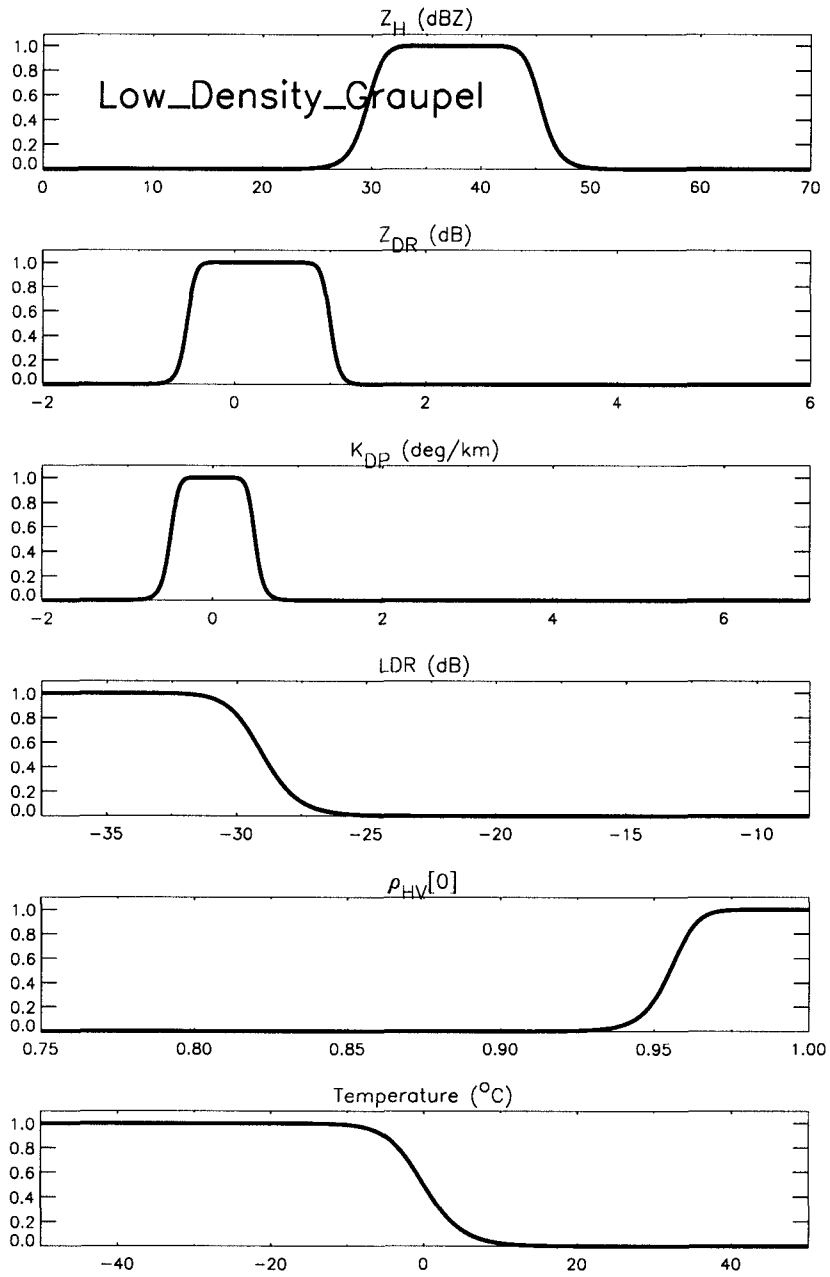 Z_H (dBZ)
1.0
0.8
0.6
0.4
0.2
0.0
Low_Density_Graupel
0 10 20 30 40 50 60 70
Z_DR (dB)
1.0
0.8
0.6
0.4
0.2
0.0
-2 0 2 4 6
K_DP (deg/km)
1.0
0.8
0.6
0.4
0.2
0.0
-2 0 2 4 6
LDR (dB)
1.0
0.8
0.6
0.4
0.2
0.0
-35 -30 -25 -20 -15 -10
ρ_HV[0]
1.0
0.8
0.6
0.4
0.2
0.0
0.75 0.80 0.85 0.90 0.95 1.00
Temperature (°C)
1.0
0.8
0.6
0.4
0.2
0.0
-40 -20 0 20 40